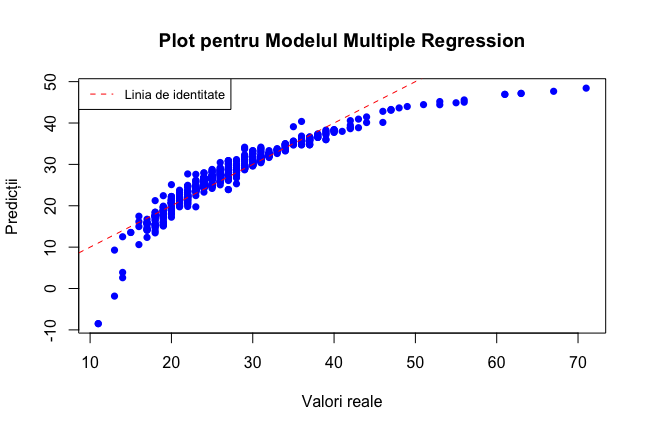 Plot pentru Modelul Multiple Regression
Linia de identitate
Predicții
50
40
30
20
10
0
-10
10 20 30 40 50 60 70
Valori reale